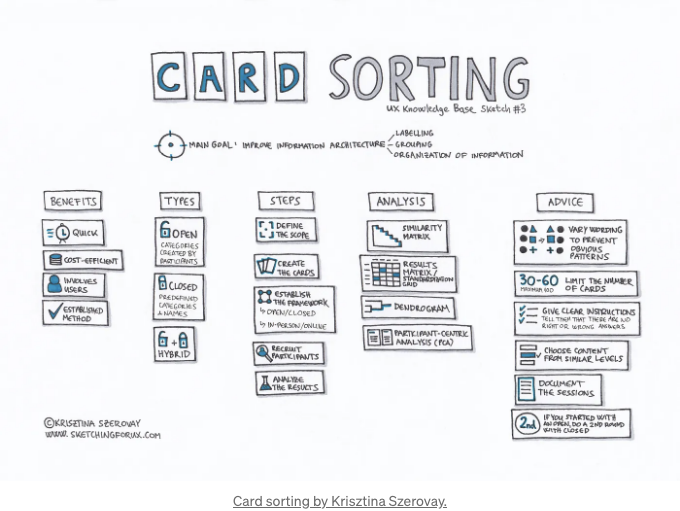 CARD SORTING
UX Knowledge Base Sketch #3
MAIN GOAL: IMPROVE INFORMATION ARCHITECTURE
LABELLING
GROUPING
ORGANIZATION OF INFORMATION
BENEFITS
QUICK
COST-EFFICIENT
INVOLVES
USERS
ESTABLISHED
METHOD
TYPES
OPEN
CATEGORIES
CREATED BY
PARTICIPANTS
CLOSED
PREDEFINED
CATEGORIES
& NAMES
+
HYBRID
STEPS
DEFINE
THE SCOPE
CREATE
THE CARDS
ESTABLISH
THE FRAMEWORK
OPEN/CLOSED
IN-PERSON/ONLINE
RECRUIT
PARTICIPANTS
ANALYZE
THE RESULTS
ANALYSIS
SIMILARITY
MATRIX
RESULTS
MATRIX/
STANDARDIZATION
GRID
DENDROGRAM
PARTICIPANT-CENTRIC
ANALYSIS (PCA)
ADVICE
VARY WORDING
TO PREVENT
OBVIOUS
PATTERNS
30-60 LIMIT THE NUMBER
MAXIMUM 100 OF CARDS
GIVE CLEAR INSTRUCTIONS
TELL THEM THAT THERE ARE NO
RIGHT OR WRONG ANSWERS
CHOOSE CONTENT
FROM SIMILAR LEVELS
DOCUMENT
THE SESSIONS
2nd
IF YOU STARTED WITH
AN OPEN, DO A 2ND ROUND
WITH CLOSED
©KRISZTINA SZEROVAY
WWW.SKETCHINGFORUX.COM
Card sorting by Krisztina Szerovay.